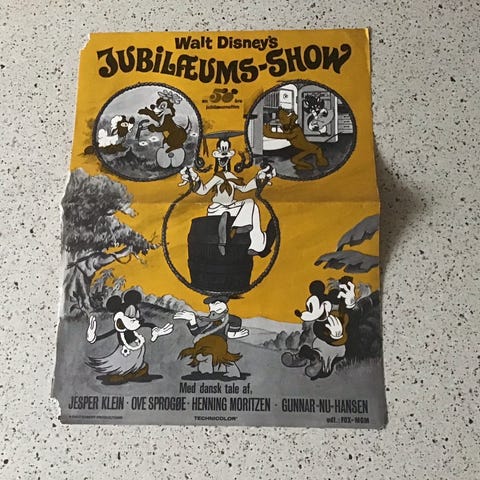 Walt Disney's
JUBILÆUMS-SHOW
50
Med dansk tale af:
JESPER KLEIN · OVE SPROGØE · HENNING MORITZEN · GUNNAR-NU-HANSEN
TECHNICOLOR
udl.: FOX-MGM